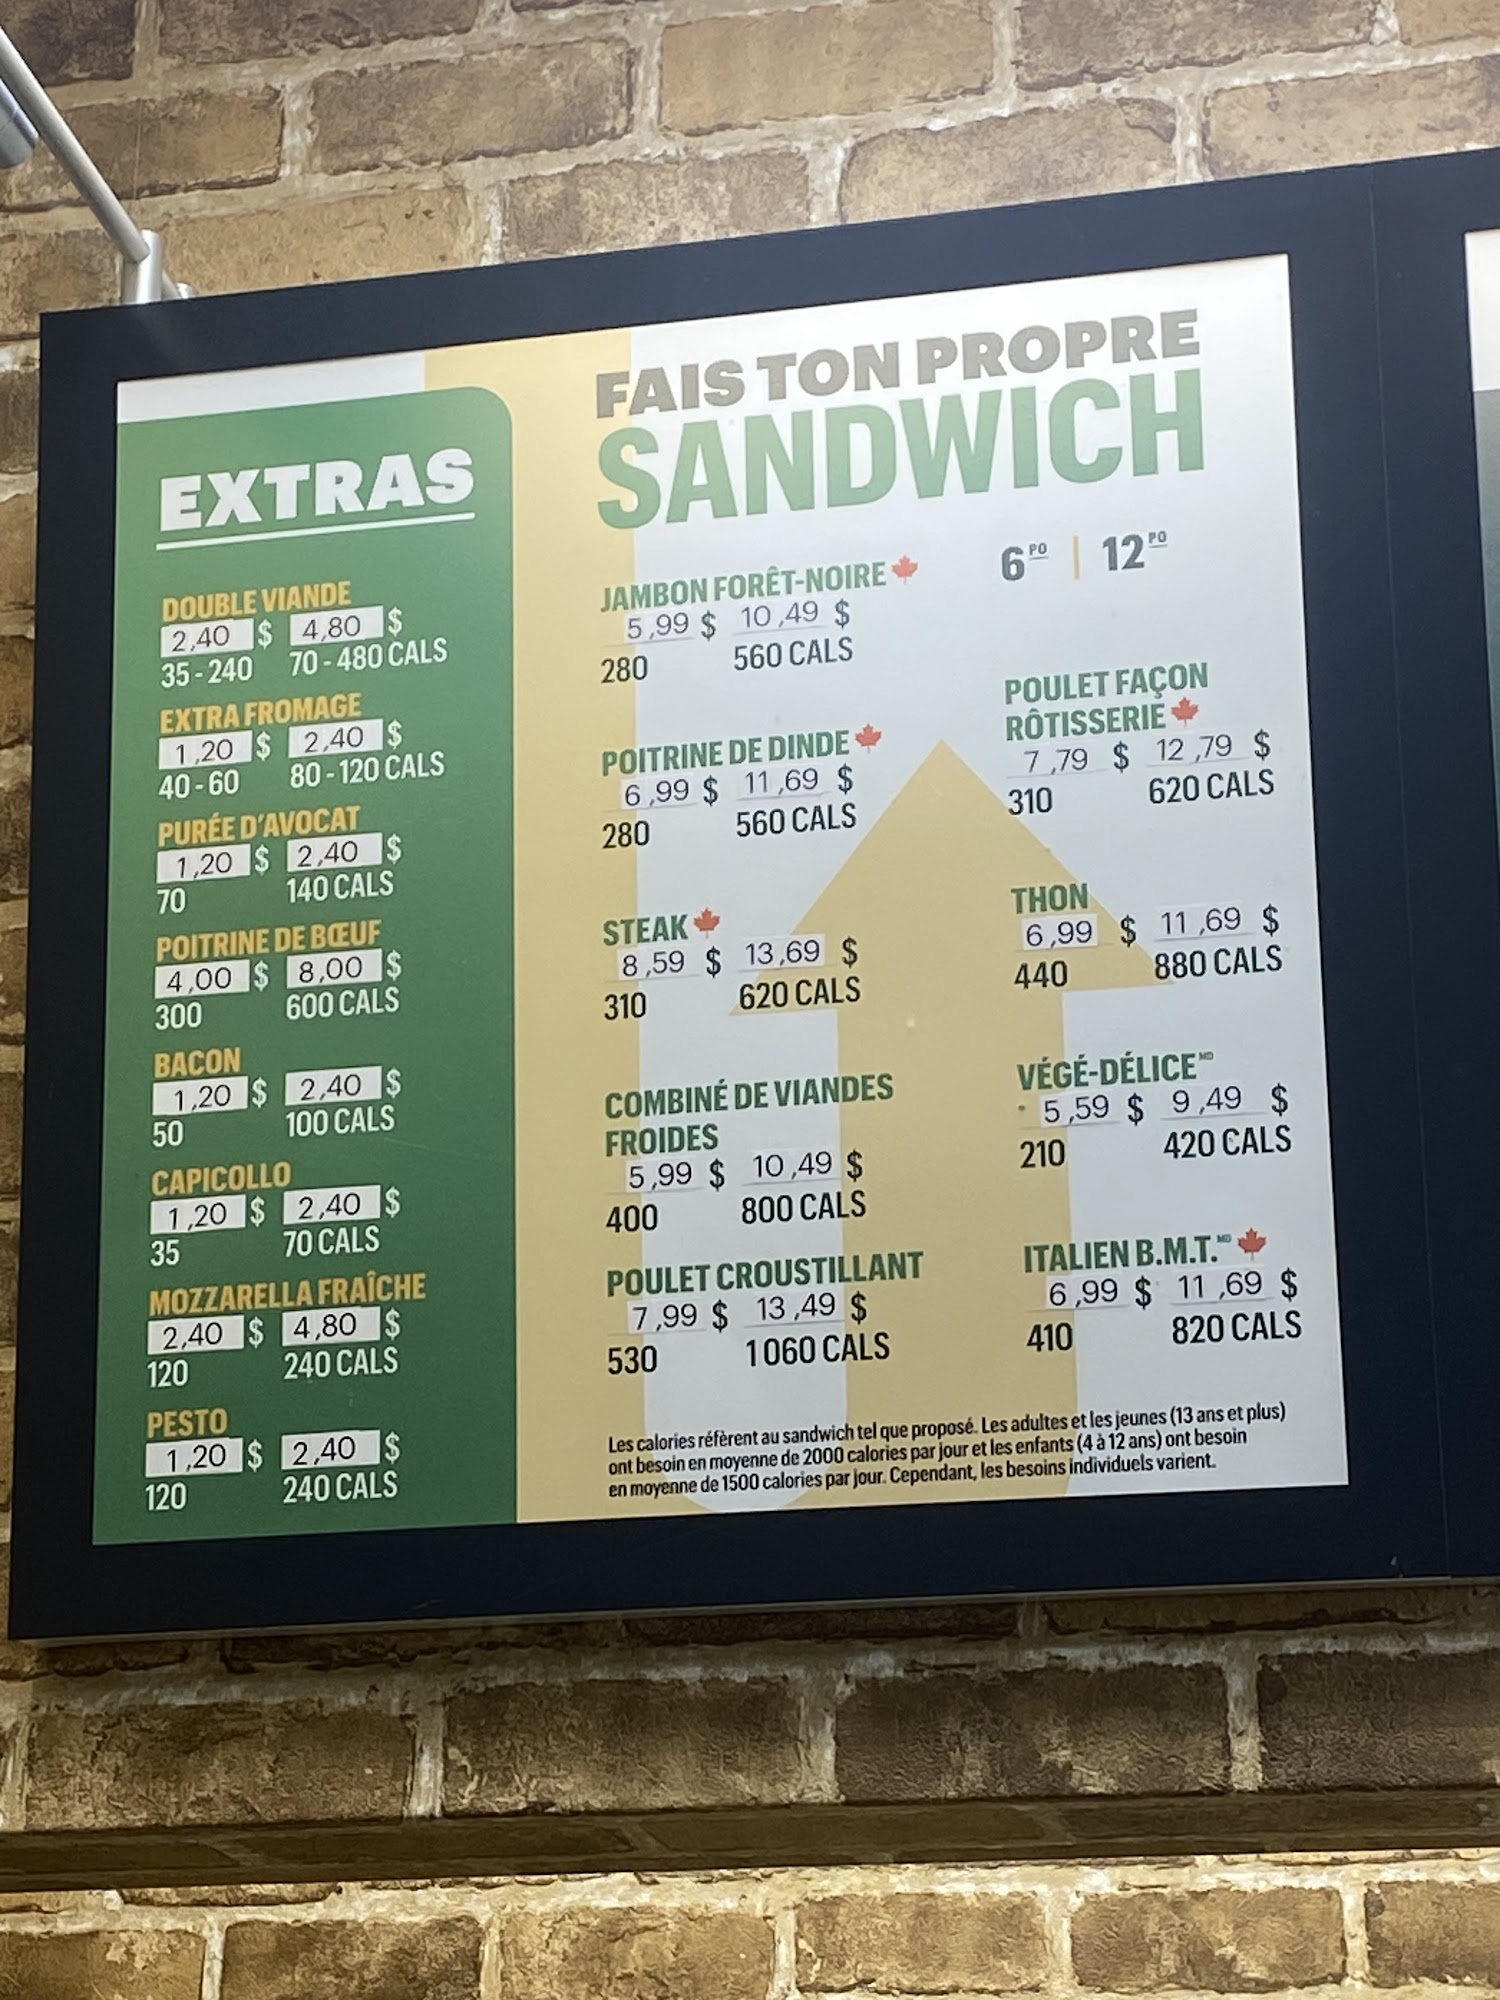 EXTRAS
DOUBLE VIANDE
2,40 $ 4,80 $
35-240 70-480 CALS
EXTRA FROMAGE
1,20 $ 2,40 $
40-60 80-120 CALS
PURÉE D'AVOCAT
1,20 $ 2,40 $
70 140 CALS
POITRINE DE BŒUF
4,00 $ 8,00 $
300 600 CALS
BACON
1,20 $ 2,40 $
50 100 CALS
CAPICOLLO
1,20 $ 2,40 $
35 70 CALS
MOZZARELLA FRAÎCHE
2,40 $ 4,80 $
120 240 CALS
PESTO
1,20 $ 2,40 $
120 240 CALS
FAIS TON PROPRE
SANDWICH
6PO | 12PO
JAMBON FORÊT-NOIRE
5,99 $ 10,49 $
280 560 CALS
POITRINE DE DINDE
6,99 $ 11,69 $
280 560 CALS
STEAK
8,59 $ 13,69 $
310 620 CALS
COMBINÉ DE VIANDES
FROIDES
5,99 $ 10,49 $
400 800 CALS
POULET CROUSTILLANT
7,99 $ 13,49 $
530 1060 CALS
POULET FAÇON
RÔTISSERIE
7,79 $ 12,79 $
310 620 CALS
THON
6,99 $ 11,69 $
440 880 CALS
VÉGÉ-DÉLICE MD
5,59 $ 9,49 $
210 420 CALS
ITALIEN B.M.T. MD
6,99 $ 11,69 $
410 820 CALS
Les calories réfèrent au sandwich tel que proposé. Les adultes et les jeunes (13 ans et plus)
ont besoin en moyenne de 2000 calories par jour et les enfants (4 à 12 ans) ont besoin
en moyenne de 1500 calories par jour. Cependant, les besoins individuels varient.